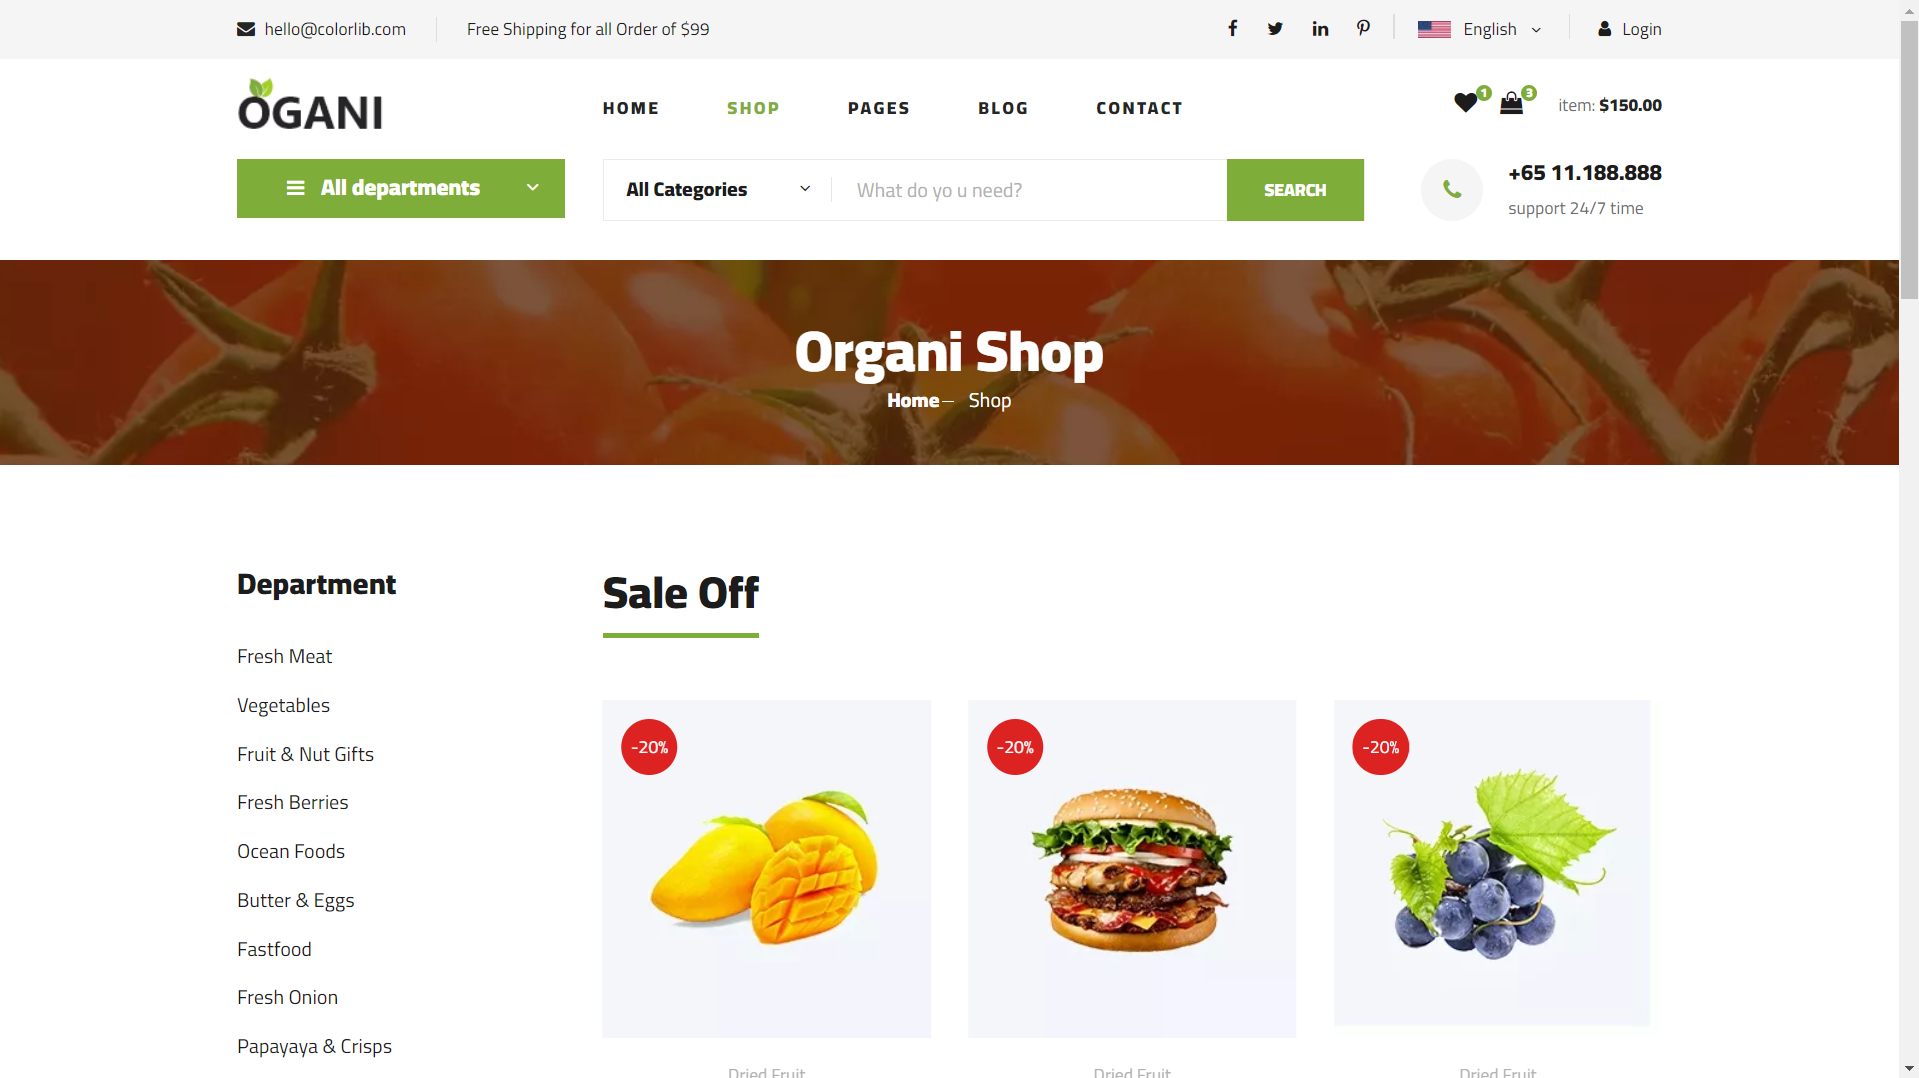 hello@colorlib.com
Free Shipping for all Order of $99
English
Login
OGANI
HOME
SHOP
PAGES
BLOG
CONTACT
1
3
item: $150.00
All departments
All Categories
What do yo u need?
SEARCH
+65 11.188.888
support 24/7 time
Organi Shop
Home – Shop
Department
Fresh Meat
Vegetables
Fruit & Nut Gifts
Fresh Berries
Ocean Foods
Butter & Eggs
Fastfood
Fresh Onion
Papayaya & Crisps
Sale Off
-20%
-20%
-20%
Dried Fruit
Dried Fruit
Dried Fruit